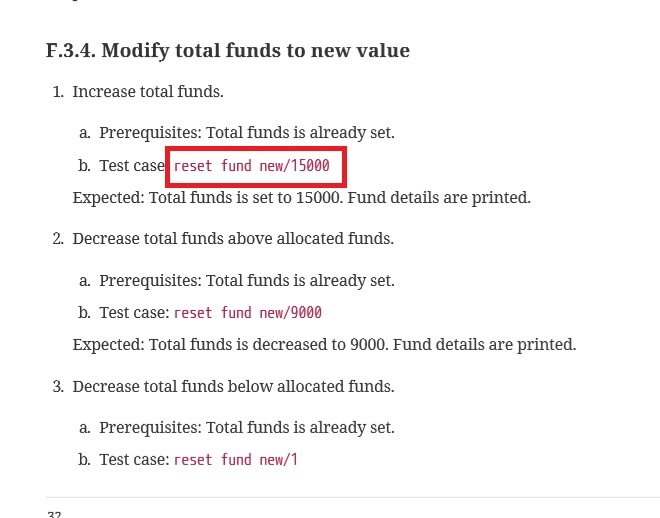 F.3.4. Modify total funds to new value
1. Increase total funds.
a. Prerequisites: Total funds is already set.
b. Test case: reset fund new/15000
Expected: Total funds is set to 15000. Fund details are printed.
2. Decrease total funds above allocated funds.
a. Prerequisites: Total funds is already set.
b. Test case: reset fund new/9000
Expected: Total funds is decreased to 9000. Fund details are printed.
3. Decrease total funds below allocated funds.
a. Prerequisites: Total funds is already set.
b. Test case: reset fund new/1